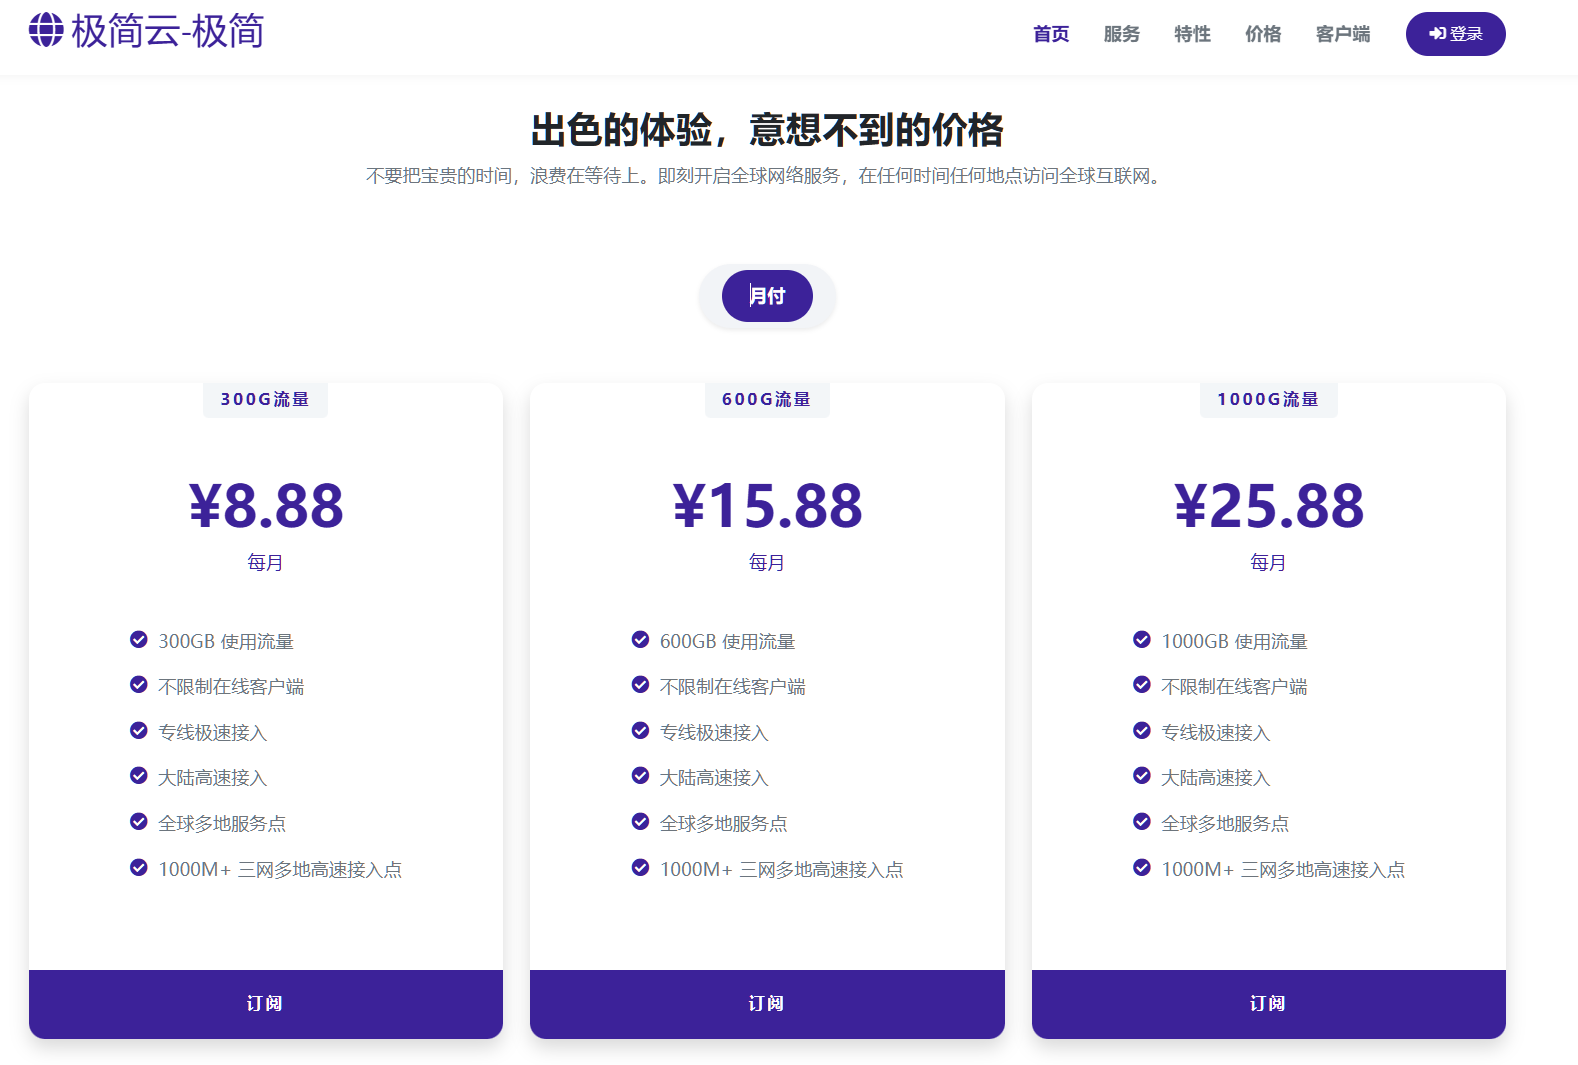 极简云-极简
首页 服务 特性 价格 客户端 登录
出色的体验，意想不到的价格
不要把宝贵的时间，浪费在等待上。即刻开启全球网络服务，在任何时间任何地点访问全球互联网。
月付
300G流量
¥8.88
每月
300GB 使用流量
不限制在线客户端
专线极速接入
大陆高速接入
全球多地服务点
1000M+ 三网多地高速接入点
订阅
600G流量
¥15.88
每月
600GB 使用流量
不限制在线客户端
专线极速接入
大陆高速接入
全球多地服务点
1000M+ 三网多地高速接入点
订阅
1000G流量
¥25.88
每月
1000GB 使用流量
不限制在线客户端
专线极速接入
大陆高速接入
全球多地服务点
1000M+ 三网多地高速接入点
订阅